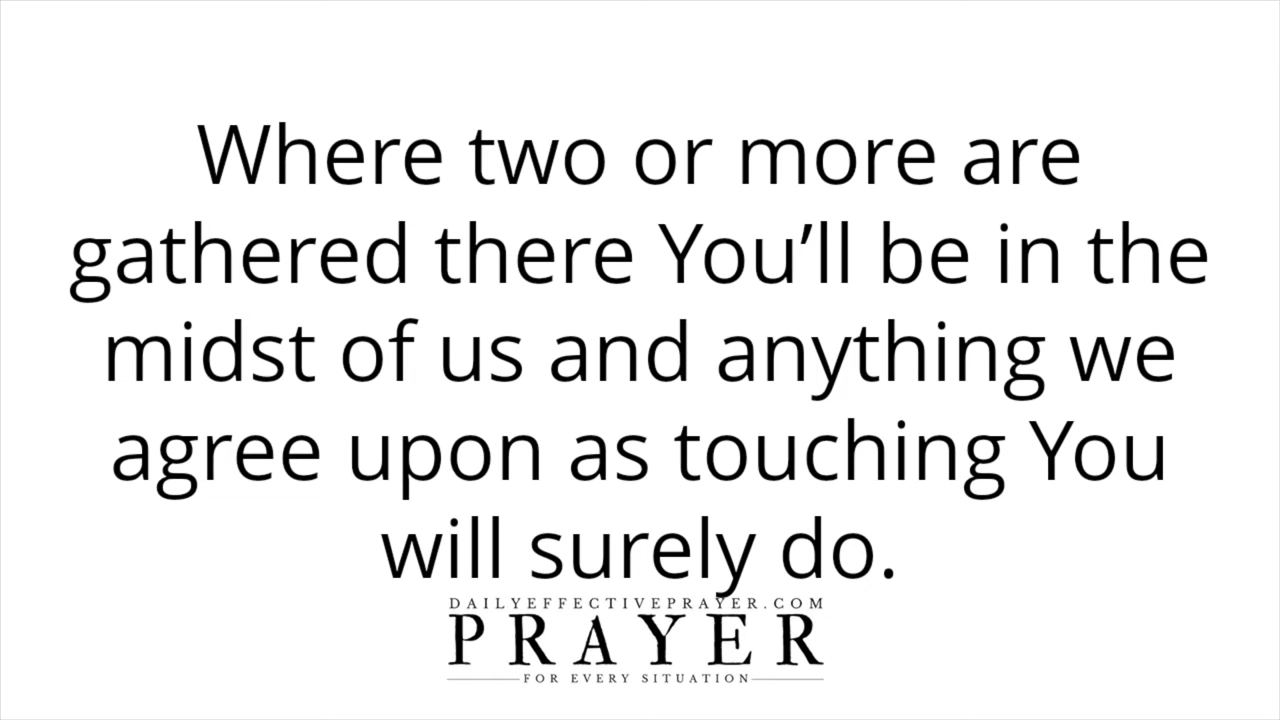 Where two or more are
gathered there You’ll be in the
midst of us and anything we
agree upon as touching You
will surely do.
DAILYEFFECTIVEPRAYER.COM
PRAYER
FOR EVERY SITUATION